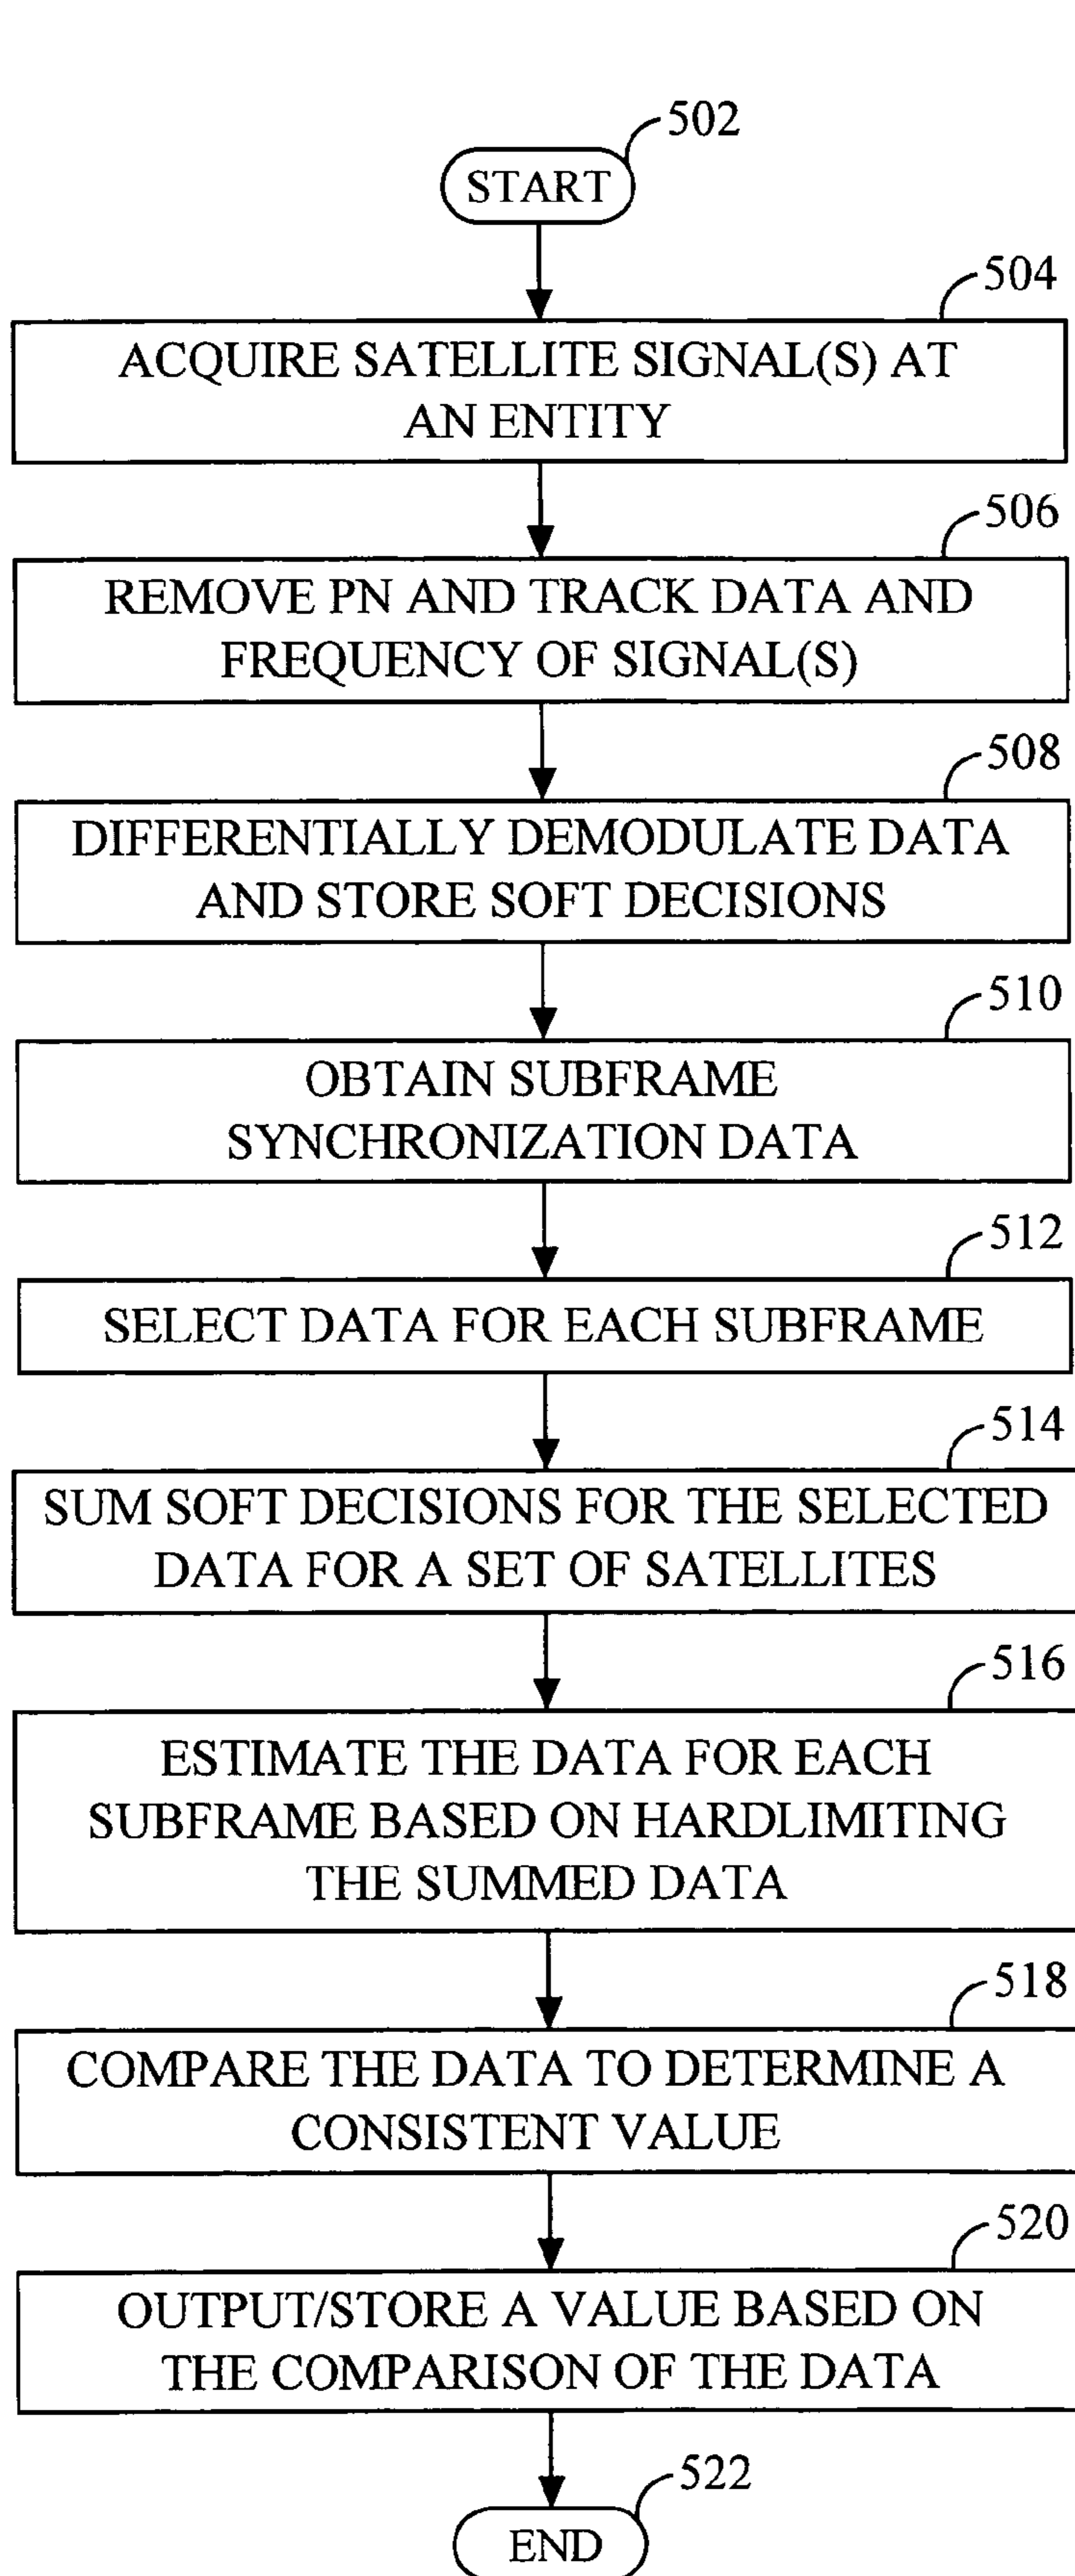 502
START
504
ACQUIRE SATELLITE SIGNAL(S) AT
AN ENTITY
506
REMOVE PN AND TRACK DATA AND
FREQUENCY OF SIGNAL(S)
508
DIFFERENTIALLY DEMODULATE DATA
AND STORE SOFT DECISIONS
510
OBTAIN SUBFRAME
SYNCHRONIZATION DATA
512
SELECT DATA FOR EACH SUBFRAME
514
SUM SOFT DECISIONS FOR THE SELECTED
DATA FOR A SET OF SATELLITES
516
ESTIMATE THE DATA FOR EACH
SUBFRAME BASED ON HARDLIMITING
THE SUMMED DATA
518
COMPARE THE DATA TO DETERMINE A
CONSISTENT VALUE
520
OUTPUT/STORE A VALUE BASED ON
THE COMPARISON OF THE DATA
522
END